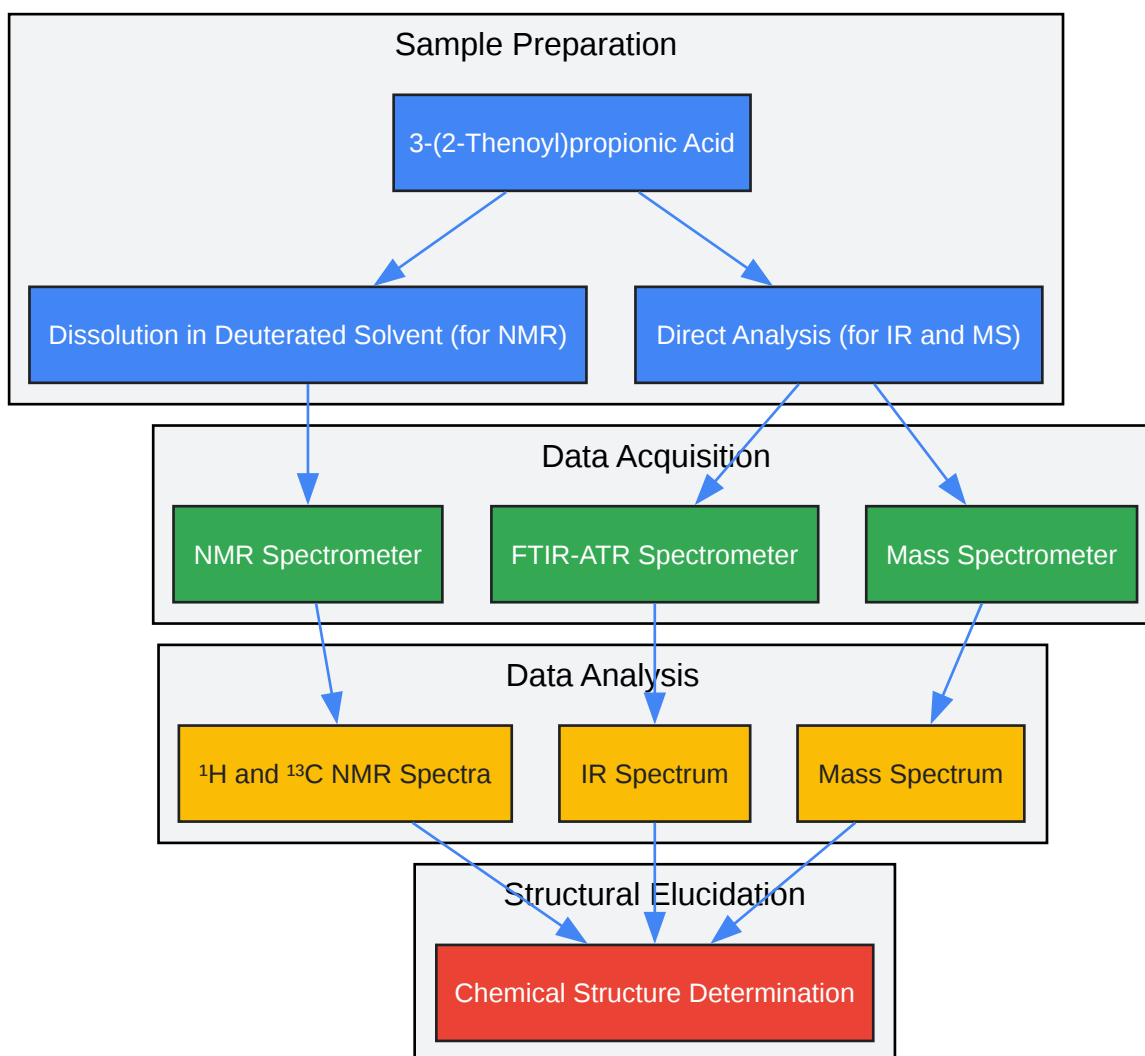 Sample Preparation
3-(2-Thenoyl)propionic Acid
Dissolution in Deuterated Solvent (for NMR)
Direct Analysis (for IR and MS)
Data Acquisition
NMR Spectrometer
FTIR-ATR Spectrometer
Mass Spectrometer
Data Analysis
¹H and ¹³C NMR Spectra
IR Spectrum
Mass Spectrum
Structural Elucidation
Chemical Structure Determination